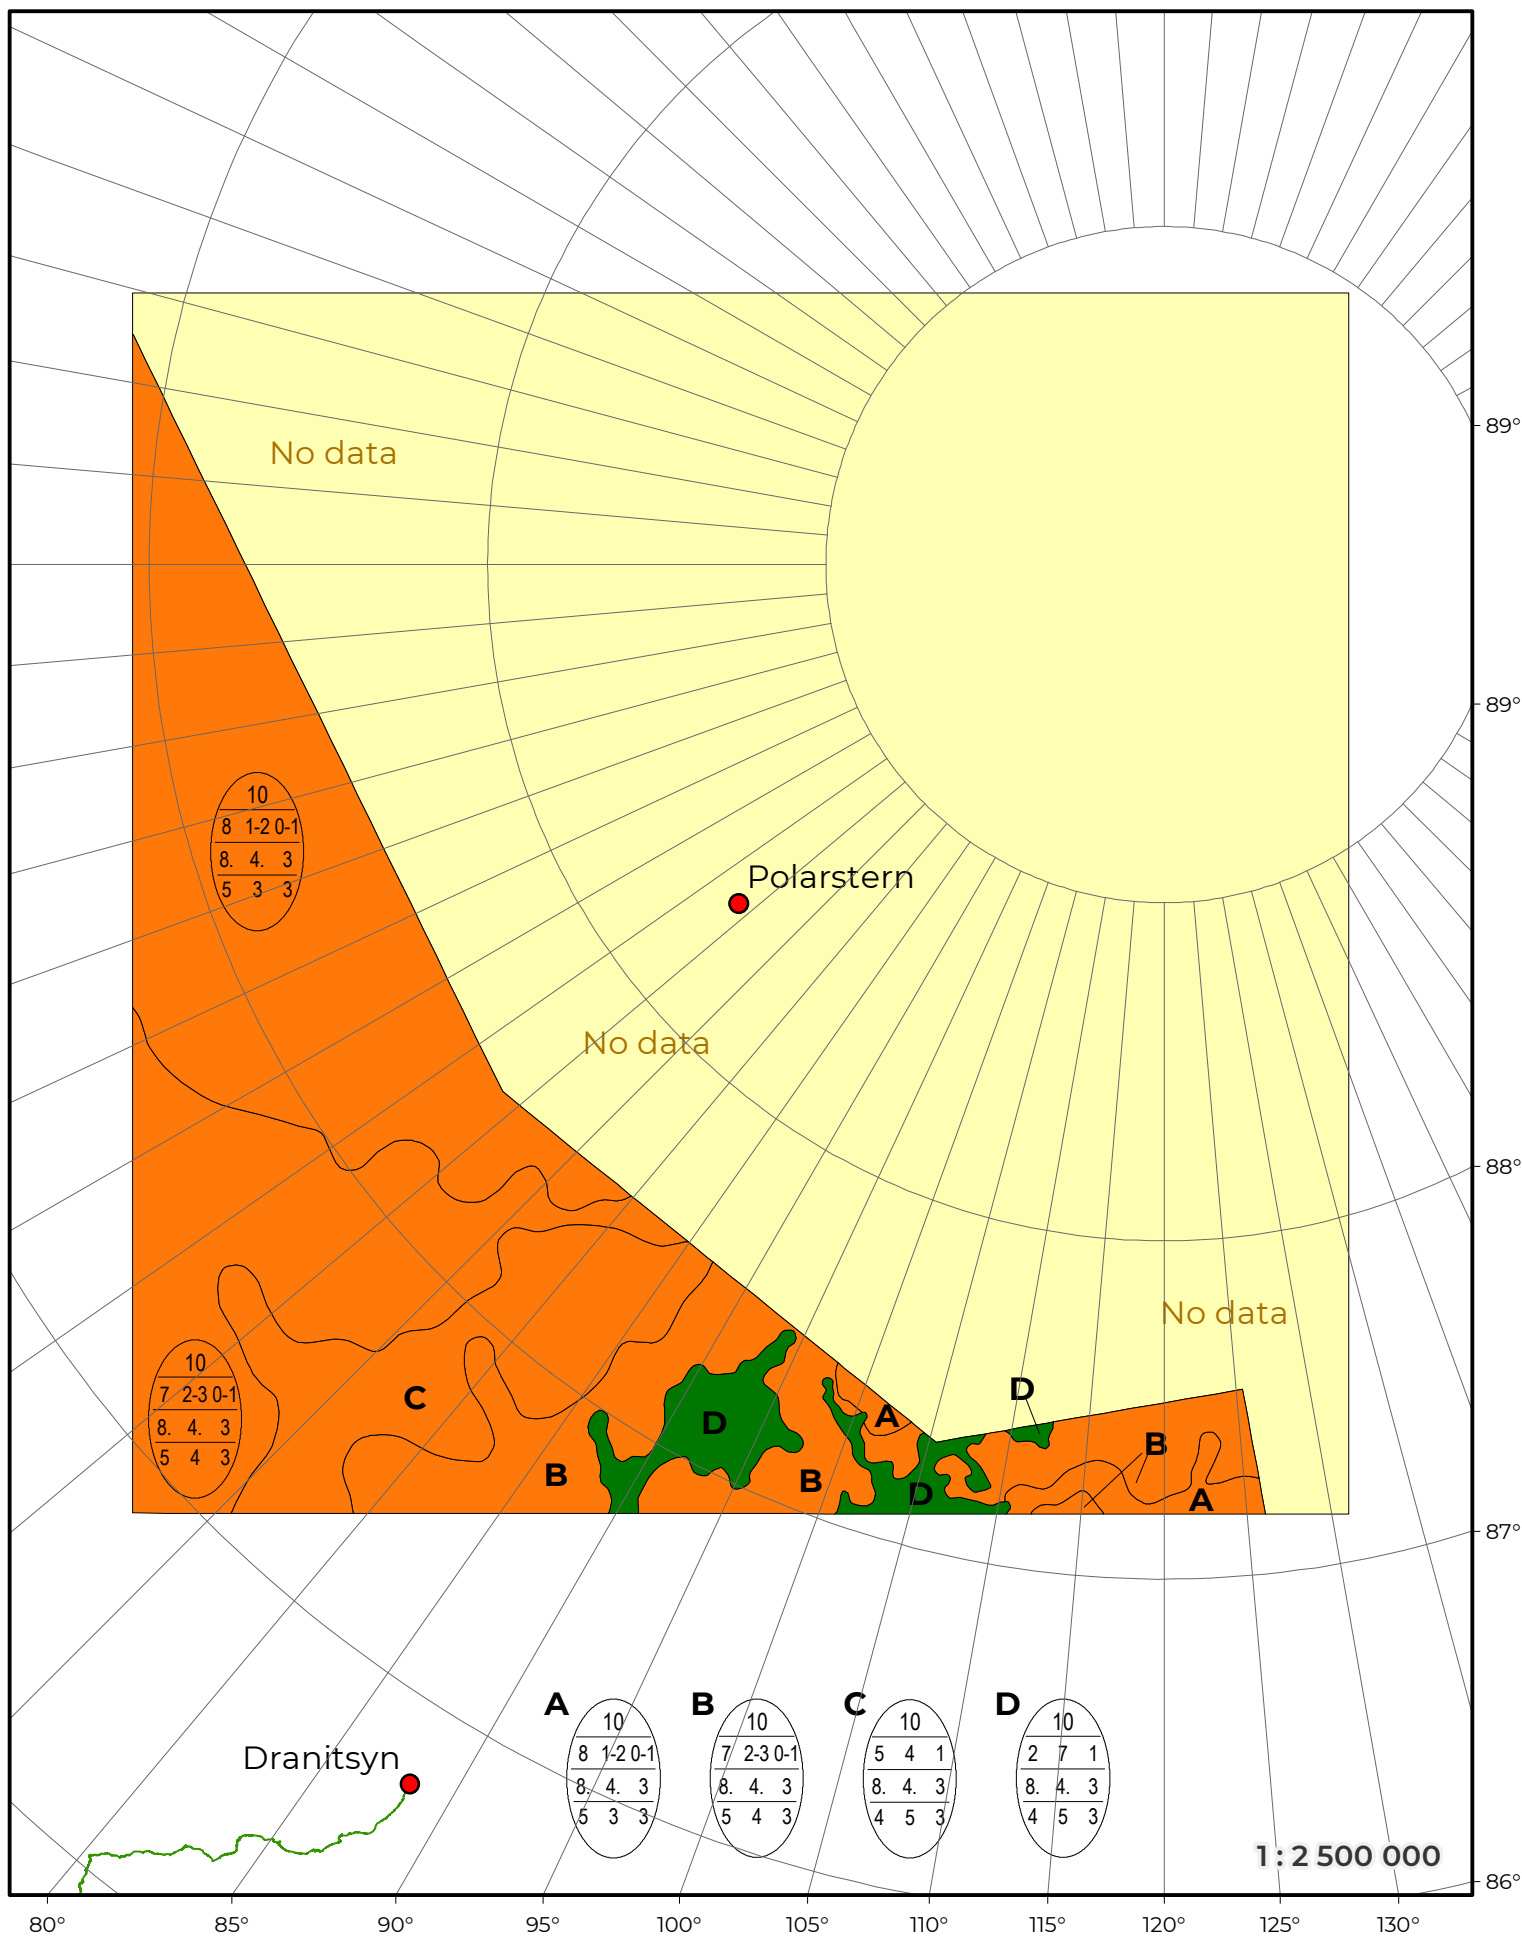 89°
No data
89°
10
8 1-2 0-1
8. 4. 3
5 3 3
Polarstern
No data
88°
No data
10
7 2-3 0-1
8. 4. 3
5 4 3
C
D
A
D
B
B
B
D
A
87°
A
10
8 1-2 0-1
8. 4. 3
5 3 3
B
10
7 2-3 0-1
8. 4. 3
5 4 3
C
10
5 4 1
8. 4. 3
4 5 3
D
10
2 7 1
8. 4. 3
4 5 3
Dranitsyn
1 : 2 500 000
86°
80° 85° 90° 95° 100° 105° 110° 115° 120° 125° 130°